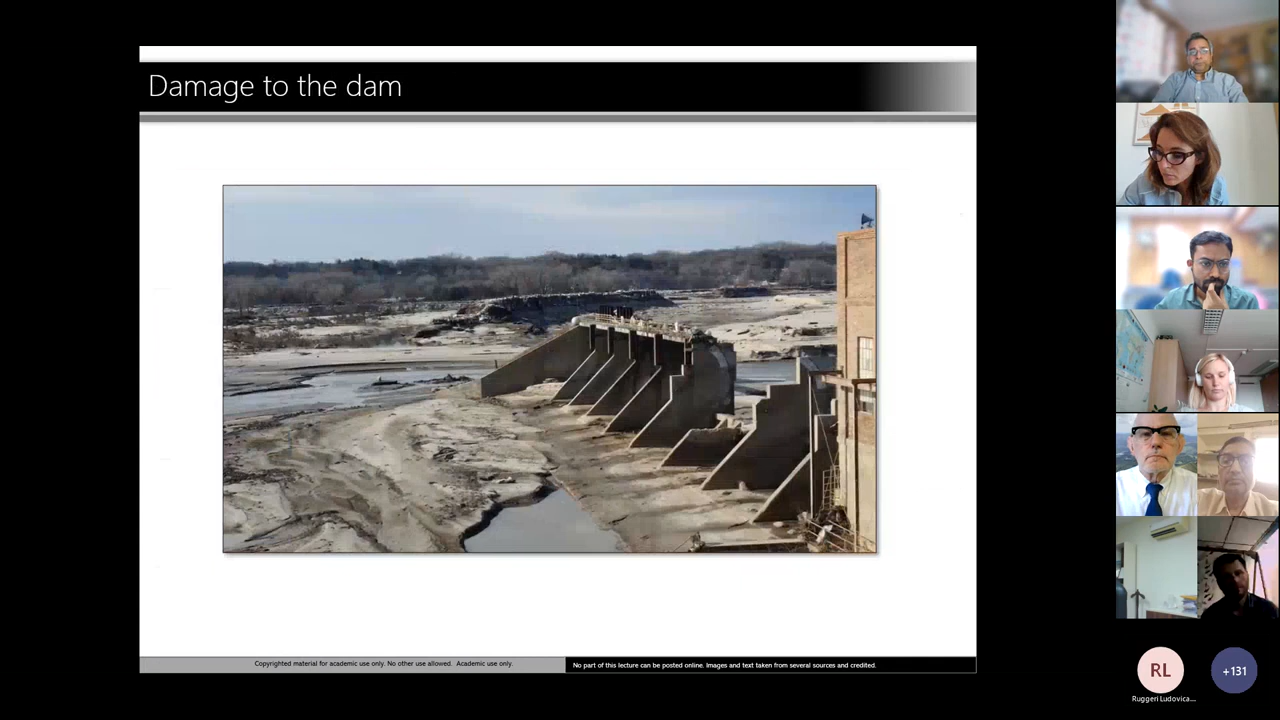 Damage to the dam
Copyrighted material for academic use only. No other use allowed. Academic use only.
No part of this lecture can be posted online. Images and text taken from several sources and credited.
RL
+131
Ruggeri Ludovica...